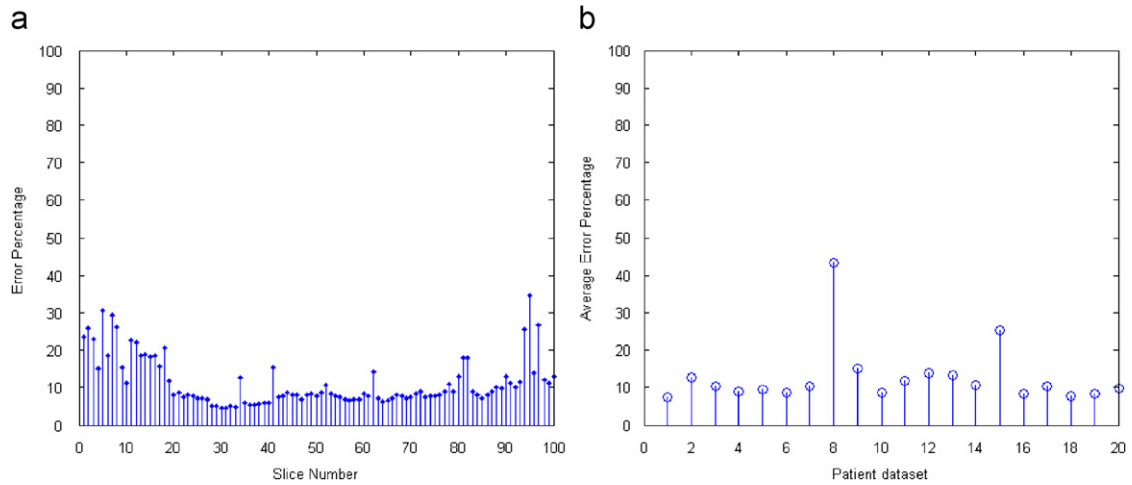 a
100
90
80
70
60
50
40
30
20
10
0
Error Percentage
0 10 20 30 40 50 60 70 80 90 100
Slice Number
b
100
90
80
70
60
50
40
30
20
10
0
Average Error Percentage
0 2 4 6 8 10 12 14 16 18 20
Patient dataset